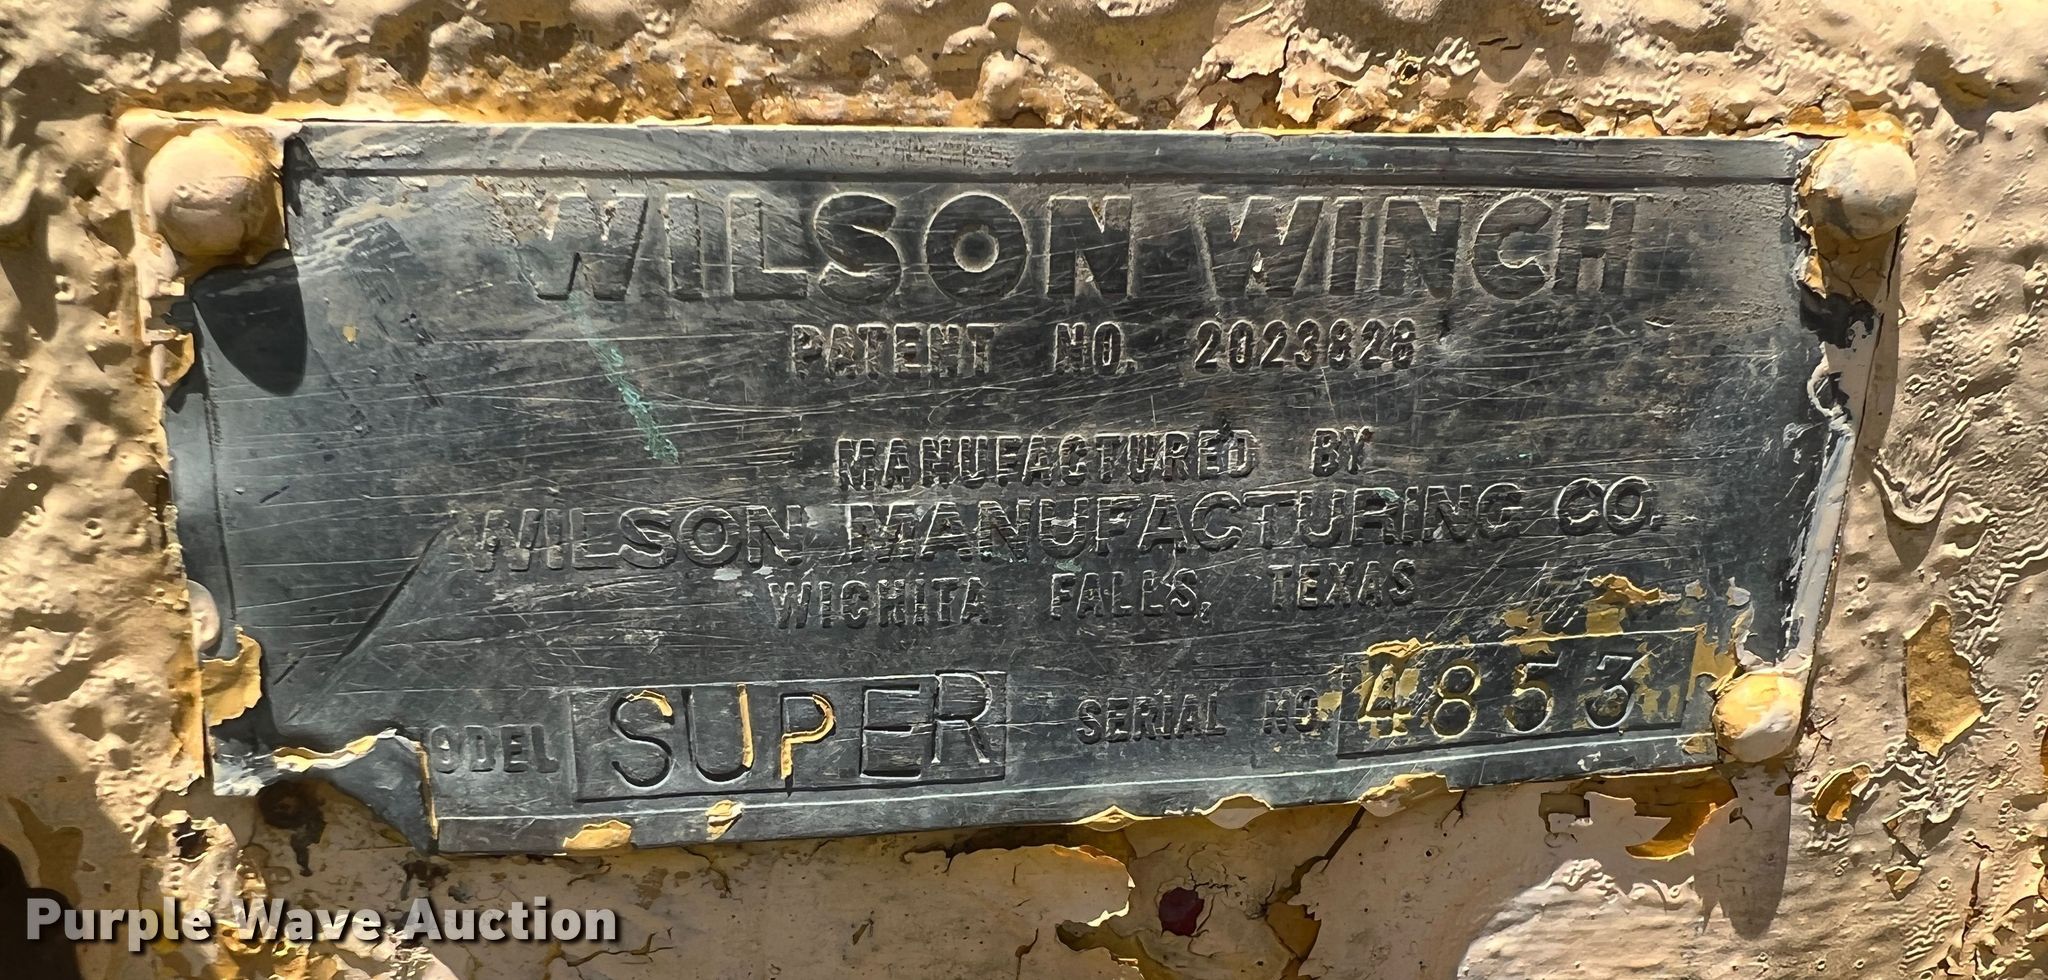 WILSON WINCH
PATENT NO. 2023828
MANUFACTURED BY
WILSON MANUFACTURING CO.
WICHITA FALLS, TEXAS
MODEL SUPER SERIAL NO. 4853
Purple Wave Auction